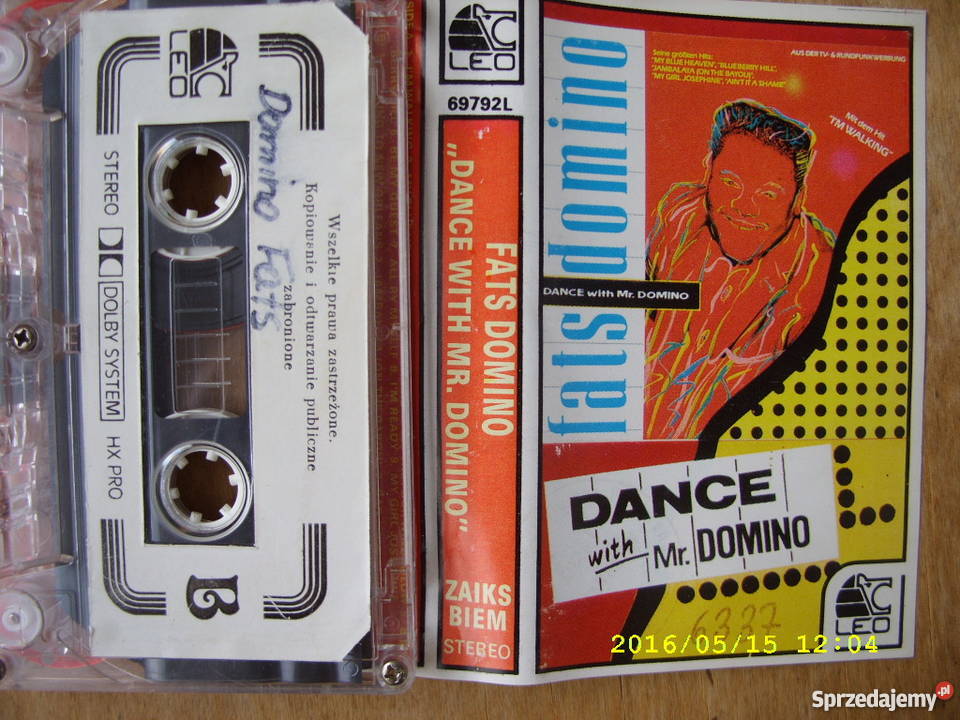 LEO
Domino Fats
Wszelkie prawa zastrzeżone.
Kopiowanie i odtwarzanie publiczne
zabronione
STEREO
DOLBY SYSTEM
HX PRO
B
LEO
69792L
FATS DOMINO
„DANCE WITH MR. DOMINO"
ZAIKS
BIEM
STEREO
fats domino
Seine größten Hits:
"MY BLUE HEAVEN", "BLUEBERRY HILL",
"JAMBALAYA (ON THE BAYOU)",
"MY GIRL JOSEPHINE", "AIN'T IT A SHAME"
AUS DER TV- & RUNDFUNKWERBUNG
Mit dem Hit
"I'M WALKING"
DANCE with Mr. DOMINO
DANCE
with Mr. DOMINO
LEO
6337
2016/05/15 12:04
Sprzedajemy.pl